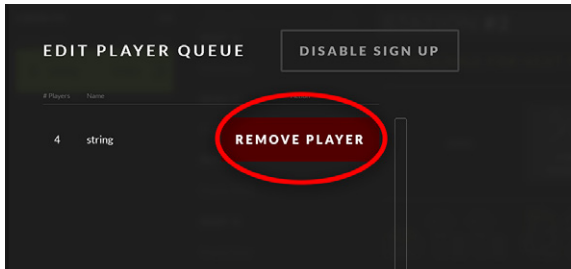 EDIT PLAYER QUEUE
DISABLE SIGN UP
# Players Name
4 string
REMOVE PLAYER